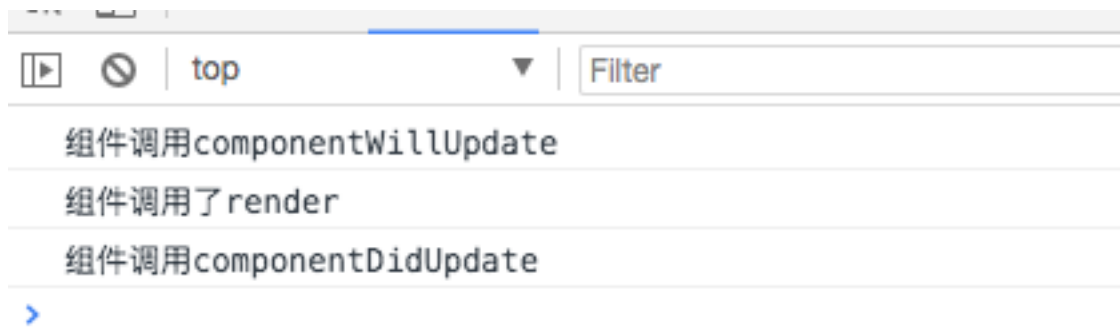 top
Filter
组件调用componentWillUpdate
组件调用了render
组件调用componentDidUpdate